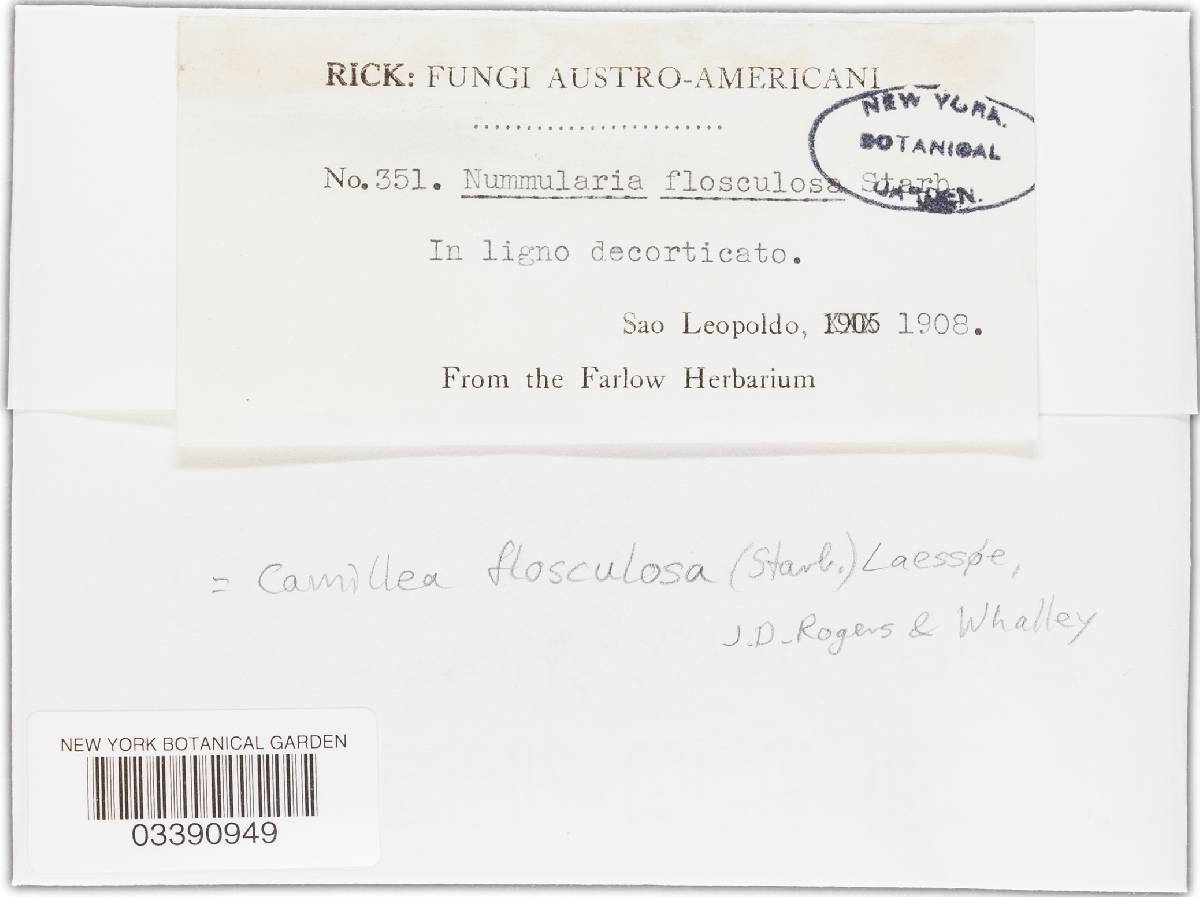 RICK: FUNGI AUSTRO-AMERICANI
NEW YORK
BOTANICAL
GARDEN.
No. 351. Nummularia flosculosa Starb.
In ligno decorticato.
Sao Leopoldo, 1905 1908.
From the Farlow Herbarium
= Camillea flosculosa (Starb.) Laessøe,
J.D. Rogers & Whalley
NEW YORK BOTANICAL GARDEN
03390949